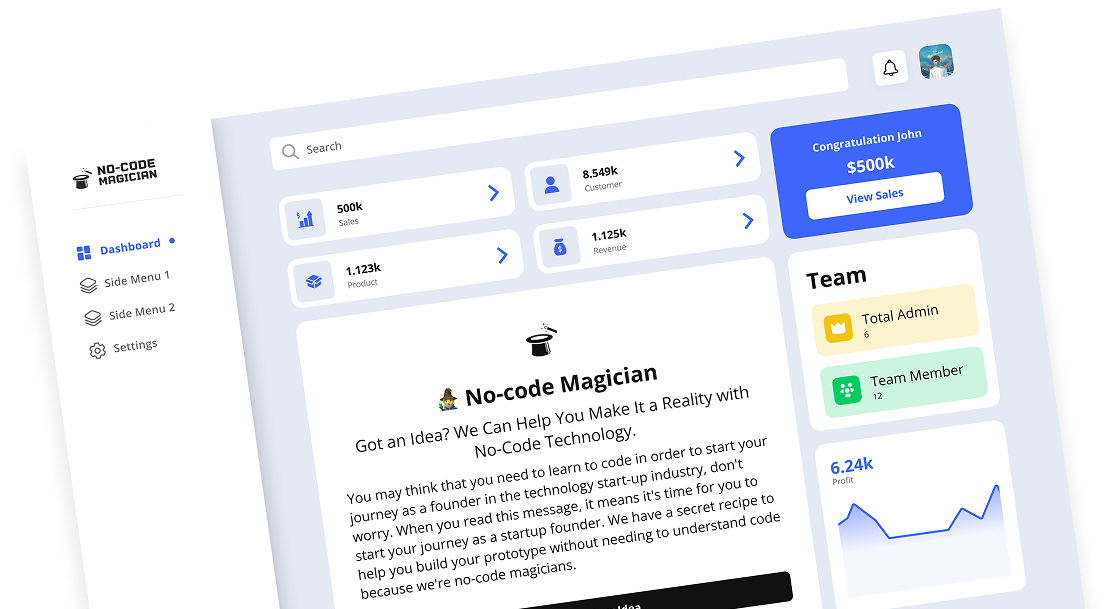 NO-CODE
MAGICIAN
Dashboard
Side Menu 1
Side Menu 2
Settings
Search
500k
Sales
8.549k
Customer
1.123k
Product
1.125k
Revenue
Congratulation John
$500k
View Sales
No-code Magician
Got an Idea? We Can Help You Make It a Reality with
No-Code Technology.
You may think that you need to learn to code in order to start your
journey as a founder in the technology start-up industry, don't
worry. When you read this message, it means it's time for you to
start your journey as a startup founder. We have a secret recipe to
help you build your prototype without needing to understand code
because we're no-code magicians.
Idea
Team
Total Admin
6
Team Member
12
6.24k
Profit